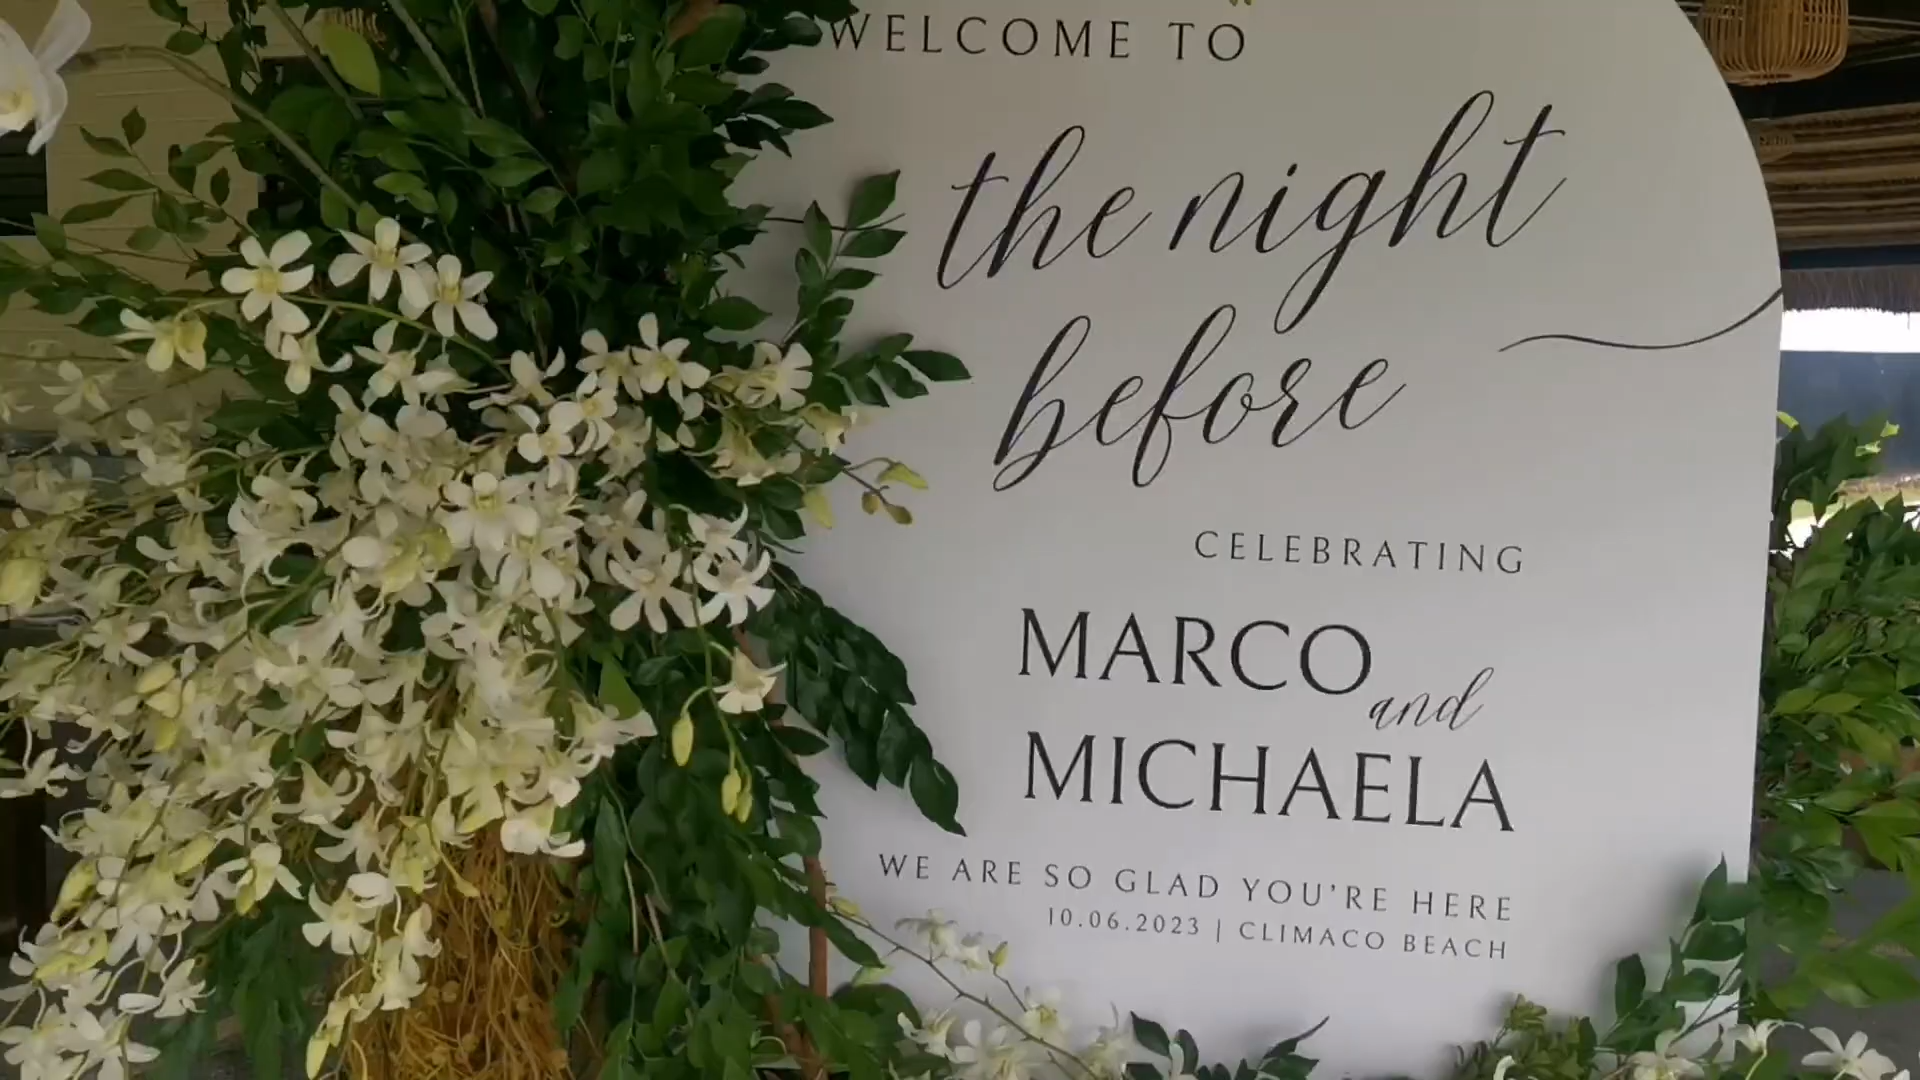 WELCOME TO
the night
before
CELEBRATING
MARCO
and
MICHAELA
WE ARE SO GLAD YOU'RE HERE
10.06.2023 | CLIMACO BEACH